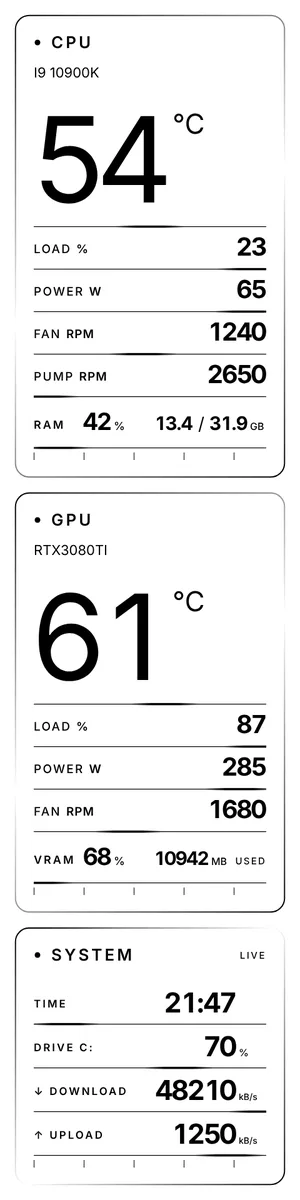 • CPU
I9 10900K
54 °C
LOAD % 23
POWER W 65
FAN RPM 1240
PUMP RPM 2650
RAM 42 % 13.4 / 31.9 GB
• GPU
RTX3080TI
61 °C
LOAD % 87
POWER W 285
FAN RPM 1680
VRAM 68 % 10942 MB USED
• SYSTEM LIVE
TIME 21:47
DRIVE C: 70 %
↓ DOWNLOAD 48210 kB/s
↑ UPLOAD 1250 kB/s